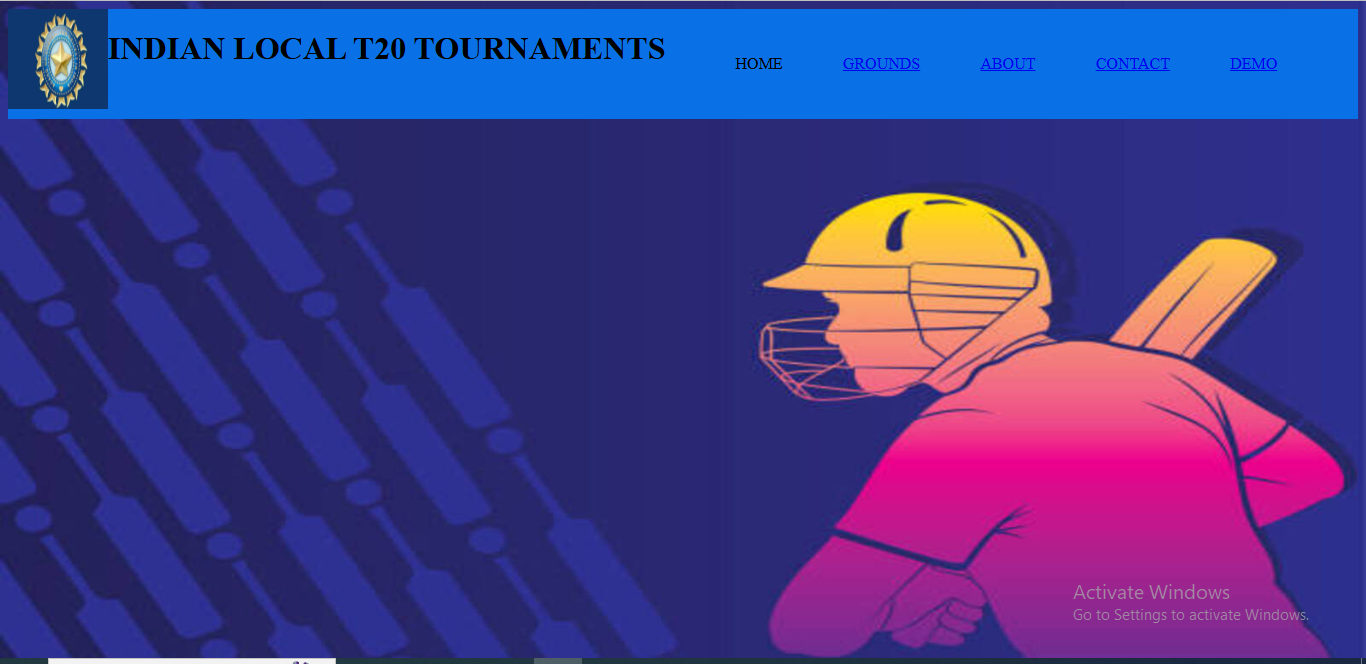 INDIAN LOCAL T20 TOURNAMENTS
HOME GROUNDS ABOUT CONTACT DEMO
Activate Windows
Go to Settings to activate Windows.